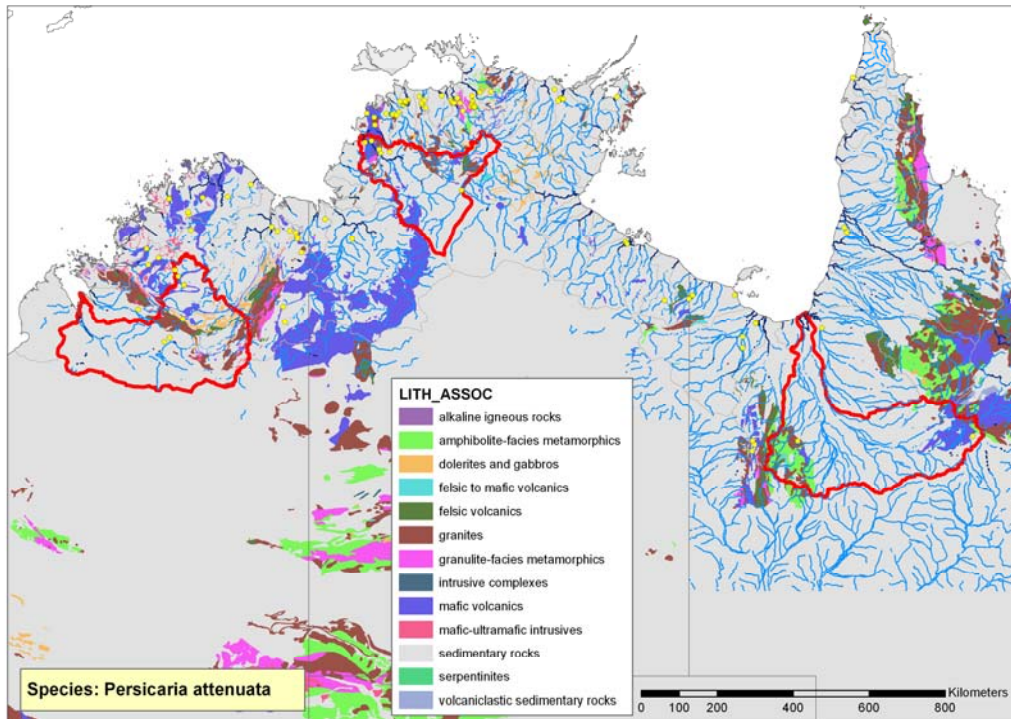 LITH_ASSOC
alkaline igneous rocks
amphibolite-facies metamorphics
dolerites and gabbros
felsic to mafic volcanics
felsic volcanics
granites
granulite-facies metamorphics
intrusive complexes
mafic volcanics
mafic-ultramafic intrusives
sedimentary rocks
serpentinites
volcaniclastic sedimentary rocks
Species: Persicaria attenuata
Kilometers
0 100 200 400 600 800